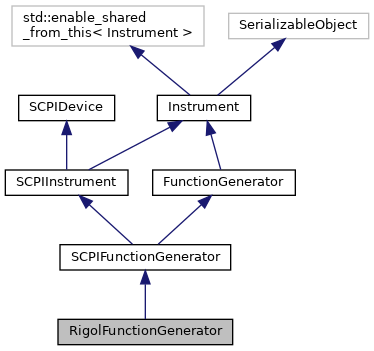 std::enable_shared
_from_this< Instrument >
SerializableObject
SCPIDevice
Instrument
SCPIInstrument
FunctionGenerator
SCPIFunctionGenerator
RigolFunctionGenerator